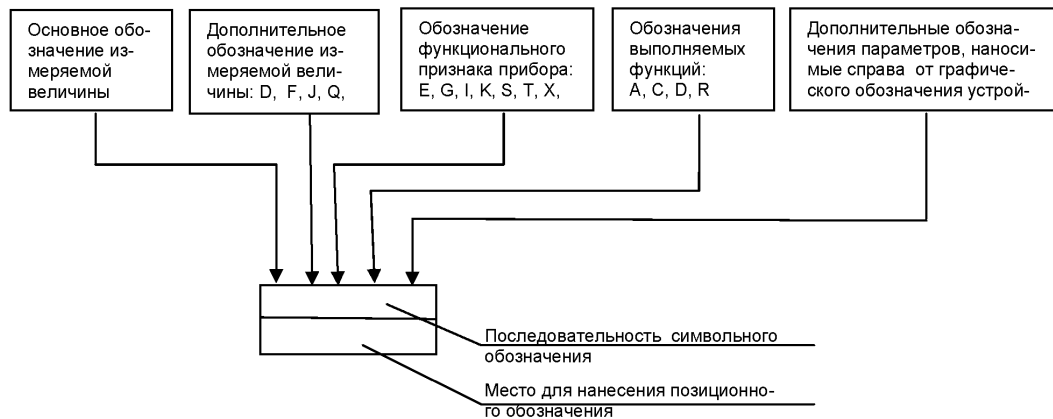 Основное обо-
значение из-
меряемой
величины
Дополнительное
обозначение из-
меряемой вели-
чины: D, F, J, Q,
Обозначение
функционального
признака прибора:
E, G, I, K, S, T, X,
Обозначения
выполняемых
функций:
A, C, D, R
Дополнительные обозна-
чения параметров, наноси-
мые справа от графиче-
ского обозначения устрой-
Последовательность символьного
обозначения
Место для нанесения позиционно-
го обозначения